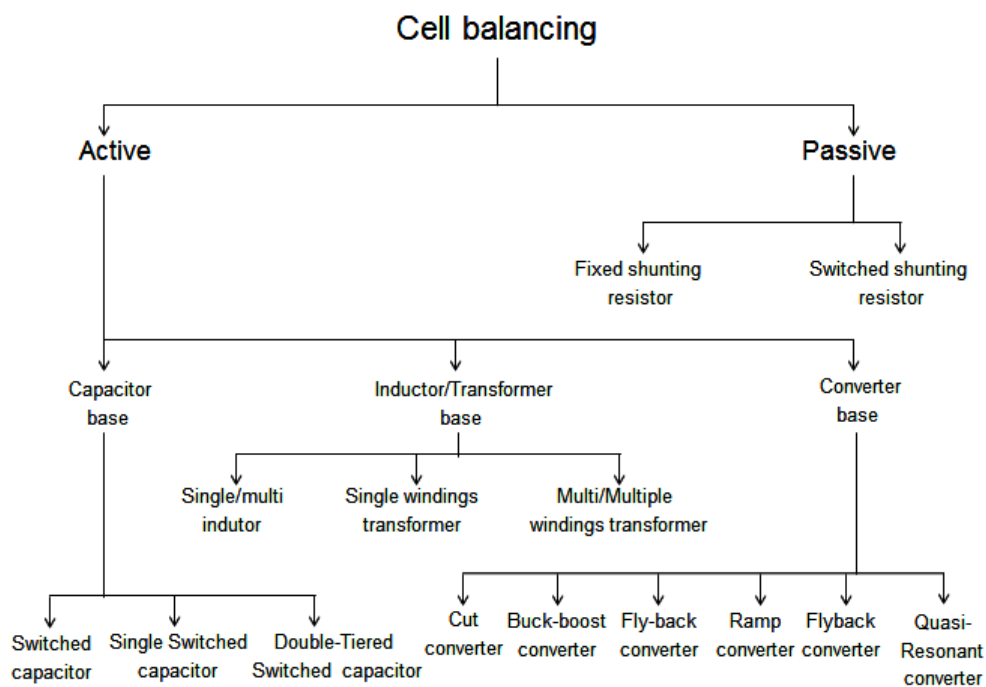 Cell balancing
Active
Passive
Fixed shunting
resistor
Switched shunting
resistor
Capacitor
base
Inductor/Transformer
base
Converter
base
Single/multi
indutor
Single windings
transformer
Multi/Multiple
windings transformer
Switched
capacitor
Single Switched
capacitor
Double-Tiered
Switched capacitor
Cut
converter
Buck-boost
converter
Fly-back
converter
Ramp
converter
Flyback
converter
Quasi-
Resonant
converter